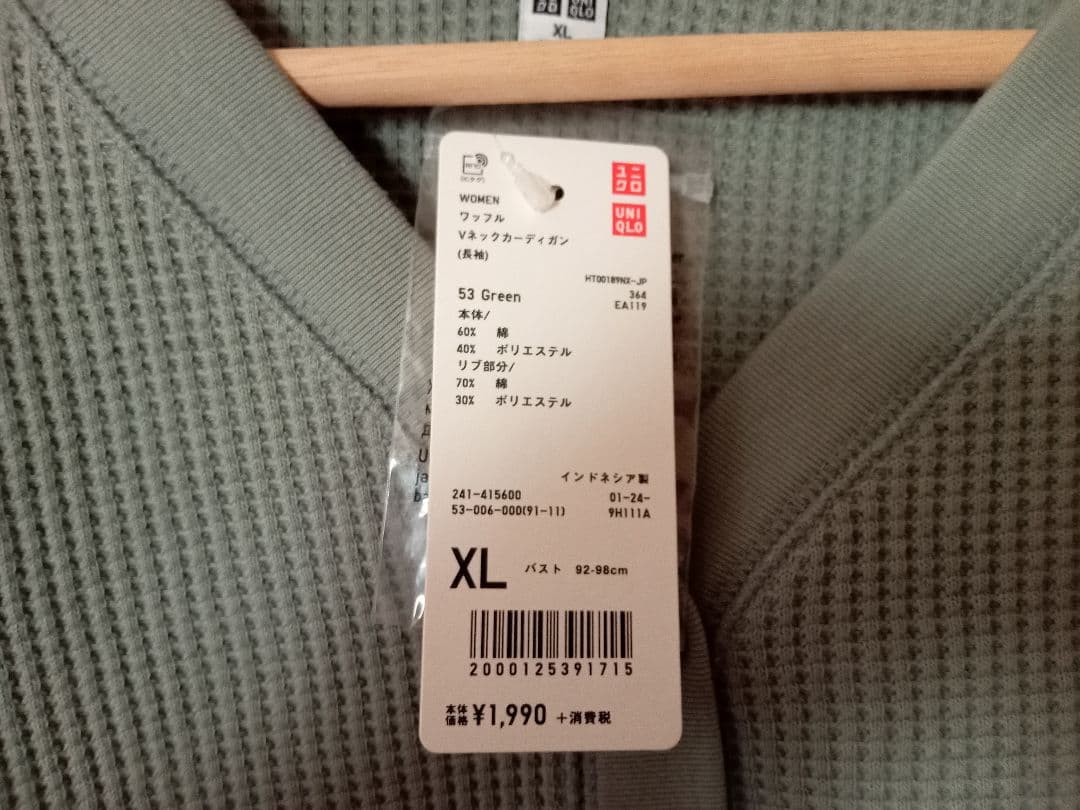 UNI
QLO
XL
ユニ
クロ
UNI
QLO
WOMEN
ワッフル
Vネックカーディガン
(長袖)
HT00189NX-JP
53 Green
364
EA119
本体/
60% 綿
40% ポリエステル
リブ部分/
70% 綿
30% ポリエステル
インドネシア製
241-415600
01-24-
53-006-000(91-11)
9H111A
XL バスト 92-98cm
2000125391715
本体価格 ¥1,990 +消費税